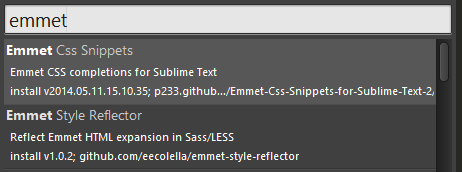 emmet
Emmet Css Snippets
Emmet CSS completions for Sublime Text
install v2014.05.11.15.10.35; p233.github.../Emmet-Css-Snippets-for-Sublime-Text-2/
Emmet Style Reflector
Reflect Emmet HTML expansion in Sass/LESS
install v1.0.2; github.com/eecolella/emmet-style-reflector